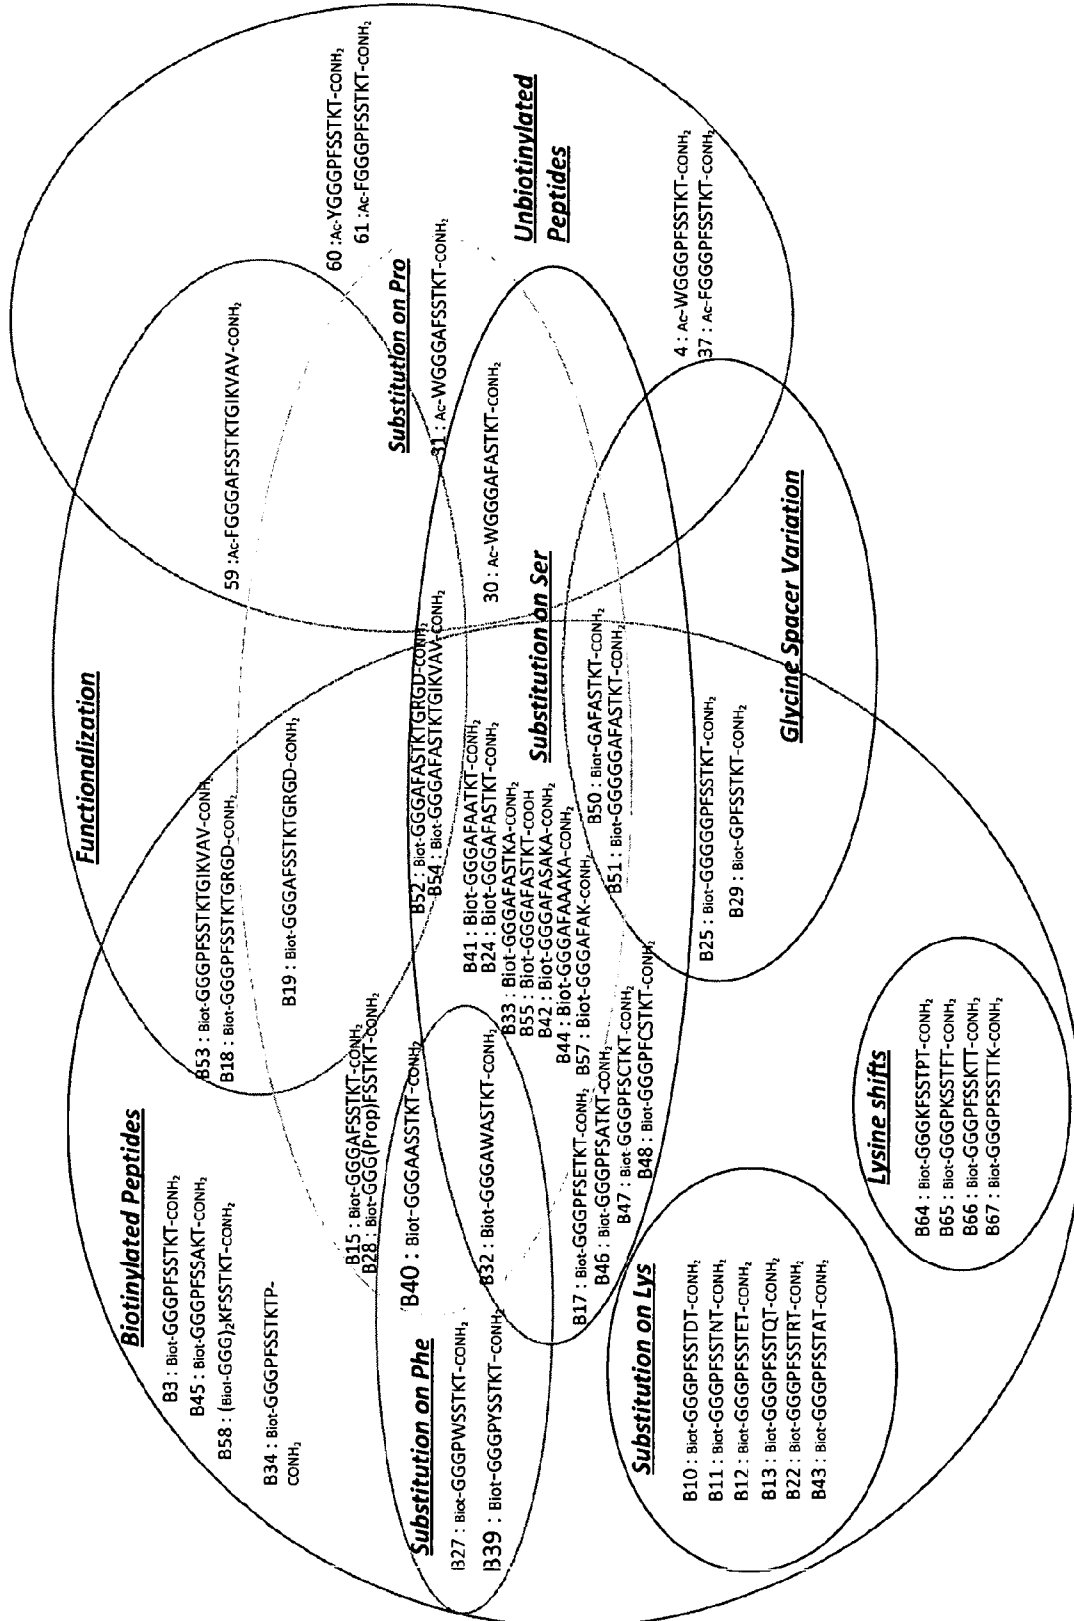 Biotinylated Peptides
B3 : Biot-GGGPFSSTKT-CONH₂
B45 : Biot-GGGPFSSAKT-CONH₂
B58 : (Biot-GGG)₂KFSSTKT-CONH₂
B34 : Biot-GGGPFSSTKTP-
CONH₂
Functionalization
B53 : Biot-GGGPFSSTKTGIKVAV-CONH₂
B18 : Biot-GGGPFSSTKTGRGD-CONH₂
B19 : Biot-GGGAFSSTKTGRGD-CONH₂
59 :Ac-FGGGAFSSTKTGIKVAV-CONH₂
60 :Ac-YGGGPFSSTKT-CONH₂
61 :Ac-FGGGPFSSTKT-CONH₂
Substitution on Pro
31 : Ac-WGGGAFSSTKT-CONH₂
Unbiotinylated
Peptides
B15 : Biot-GGGAFSSTKT-CONH₂
B28 : Biot-GGG(Prop)FSSTKT-CONH₂
B40 : Biot-GGGAASSTKT-CONH₂
B32 : Biot-GGGAWASTKT-CONH₂
Substitution on Phe
B27 : Biot-GGGPWSSTKT-CONH₂
B39 : Biot-GGGPYSSTKT-CONH₂
B52 : Biot-GGGAFASTKTGRGD-CONH₂
B54 : Biot-GGGAFASTKTGIKVAV-CONH₂
B41 : Biot-GGGAFAATKT-CONH₂
B24 : Biot-GGGAFASTKT-CONH₂
B33 : Biot-GGGAFASTKA-CONH₂
B55 : Biot-GGGAFASTKT-COOH
B42 : Biot-GGGAFASAKA-CONH₂
B44 : Biot-GGGAFAAAKA-CONH₂
B57 : Biot-GGGAFAK-CONH₂
30 : Ac-WGGGAFASTKT-CONH₂
Substitution on Ser
B50 : Biot-GAFASTKT-CONH₂
B51 : Biot-GGGGGAFASTKT-CONH₂
B17 : Biot-GGGPFSETKT-CONH₂
B46 : Biot-GGGPFSATKT-CONH₂
B47 : Biot-GGGPFSCTKT-CONH₂
B48 : Biot-GGGPFCSTKT-CONH₂
4 : Ac-WGGGPFSSTKT-CONH₂
37 : Ac-FGGGPFSSTKT-CONH₂
B25 : Biot-GGGGGPFSSTKT-CONH₂
B29 : Biot-GPFSSTKT-CONH₂
Glycine Spacer Variation
Substitution on Lys
B10 : Biot-GGGPFSSTDT-CONH₂
B11 : Biot-GGGPFSSTNT-CONH₂
B12 : Biot-GGGPFSSTET-CONH₂
B13 : Biot-GGGPFSSTQT-CONH₂
B22 : Biot-GGGPFSSTRT-CONH₂
B43 : Biot-GGGPFSSTAT-CONH₂
Lysine shifts
B64 : Biot-GGGKFSSTPT-CONH₂
B65 : Biot-GGGPKSSTFT-CONH₂
B66 : Biot-GGGPFSSKTT-CONH₂
B67 : Biot-GGGPFSSTTK-CONH₂